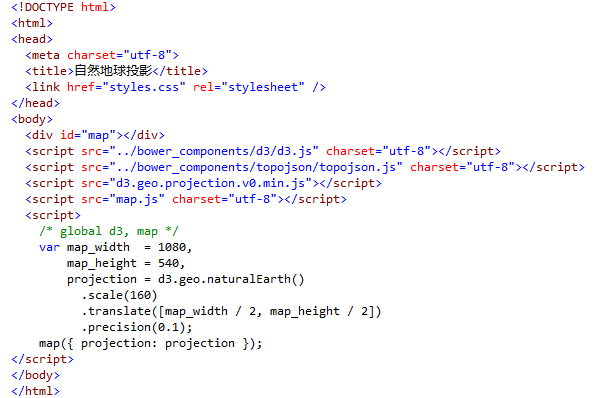 <!DOCTYPE html>
<html>
<head>
  <meta charset="utf-8">
  <title>自然地球投影</title>
  <link href="styles.css" rel="stylesheet" />
</head>
<body>
  <div id="map"></div>
  <script src="../bower_components/d3/d3.js" charset="utf-8"></script>
  <script src="../bower_components/topojson/topojson.js" charset="utf-8"></script>
  <script src="d3.geo.projection.v0.min.js"></script>
  <script src="map.js" charset="utf-8"></script>
  <script>
    /* global d3, map */
    var map_width  = 1080,
        map_height = 540,
        projection = d3.geo.naturalEarth()
          .scale(160)
          .translate([map_width / 2, map_height / 2])
          .precision(0.1);
    map({ projection: projection });
</script>
</body>
</html>